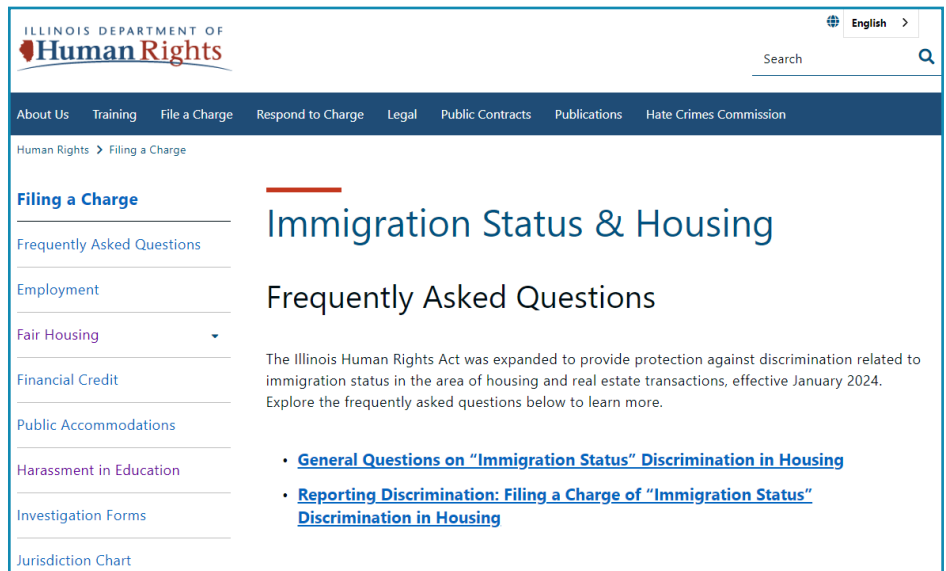 ILLINOIS DEPARTMENT OF
Human Rights
English
Search
About Us Training File a Charge Respond to Charge Legal Public Contracts Publications Hate Crimes Commission
Human Rights > Filing a Charge
Filing a Charge
Frequently Asked Questions
Employment
Fair Housing
Financial Credit
Public Accommodations
Harassment in Education
Investigation Forms
Jurisdiction Chart
Immigration Status & Housing
Frequently Asked Questions
The Illinois Human Rights Act was expanded to provide protection against discrimination related to
immigration status in the area of housing and real estate transactions, effective January 2024.
Explore the frequently asked questions below to learn more.
• General Questions on “Immigration Status” Discrimination in Housing
• Reporting Discrimination: Filing a Charge of “Immigration Status”
Discrimination in Housing